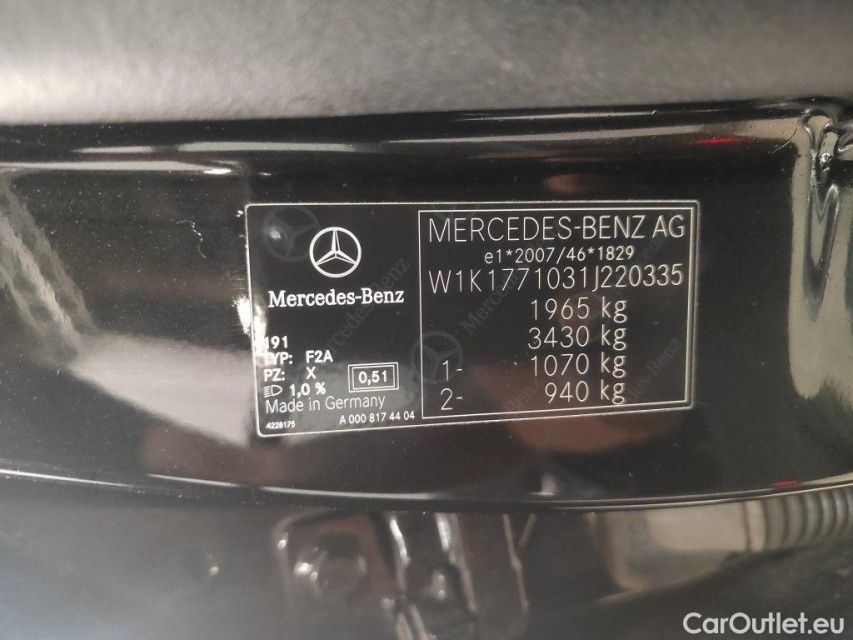 Mercedes-Benz
191
TYP: F2A
PZ: X
1,0 %
0,51
Made in Germany
4228175
A 000 817 44 04
MERCEDES-BENZ AG
e1*2007/46*1829
W1K1771031J220335
1965 kg
3430 kg
1- 1070 kg
2- 940 kg
CarOutlet.eu